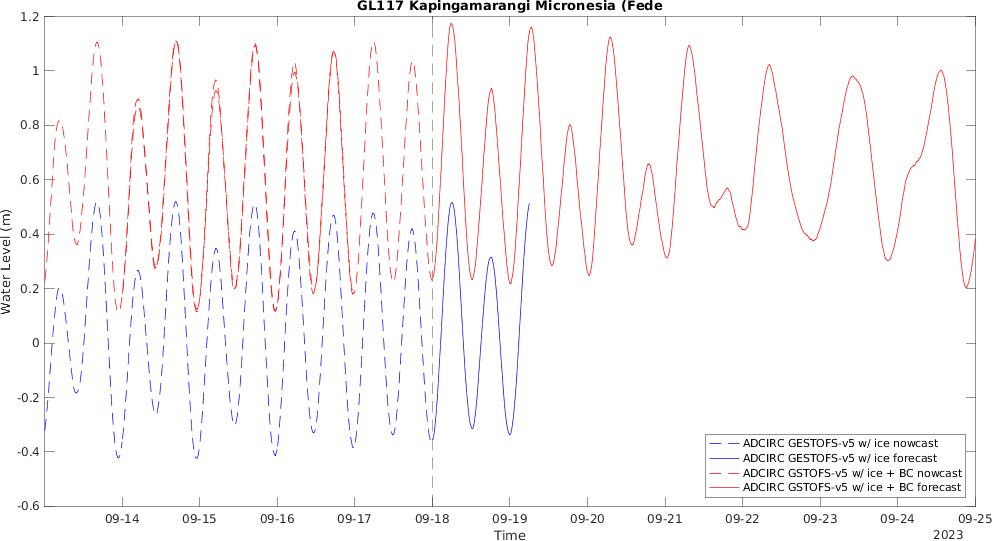 GL117 Kapingamarangi Micronesia (Fede
1.2
1
0.8
0.6
0.4
0.2
0
-0.2
-0.4
-0.6
Water Level (m)
09-14 09-15 09-16 09-17 09-18 09-19 09-20 09-21 09-22 09-23 09-24 09-25
Time
2023
ADCIRC GESTOFS-v5 w/ ice nowcast
ADCIRC GESTOFS-v5 w/ ice forecast
ADCIRC GSTOFS-v5 w/ ice + BC nowcast
ADCIRC GSTOFS-v5 w/ ice + BC forecast